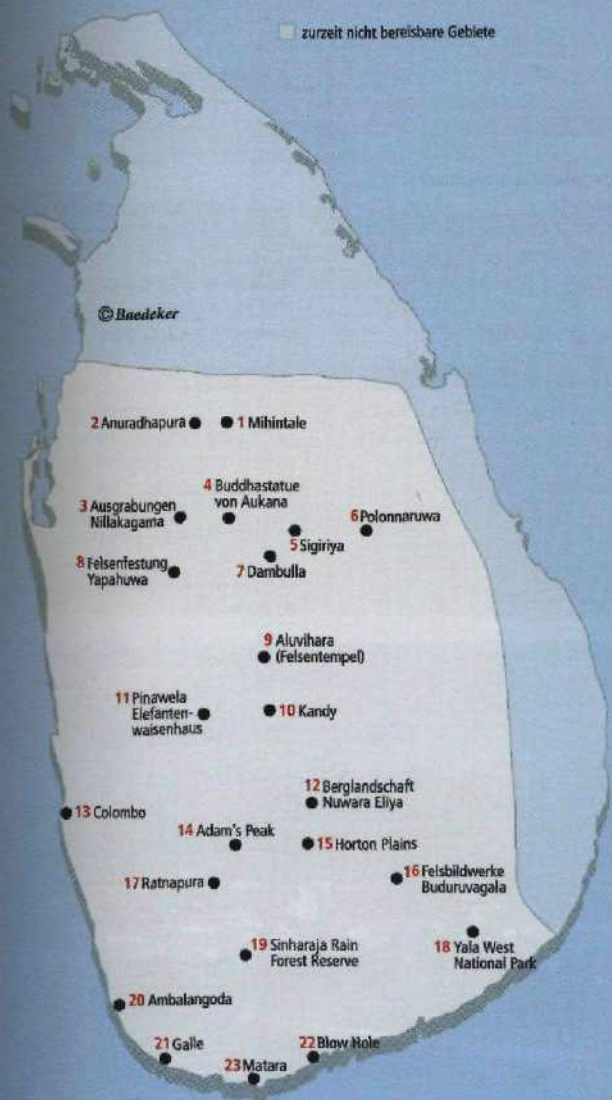 zurzeit nicht bereisbare Gebiete
© Baedeker
2 Anuradhapura
1 Mihintale
4 Buddhastatue
von Aukana
3 Ausgrabungen
Nillakagama
6 Polonnaruwa
5 Sigiriya
8 Felsenfestung
Yapahuwa
7 Dambulla
9 Aluvihara
(Felsentempel)
11 Pinawela
Elefanten-
waisenhaus
10 Kandy
12 Berglandschaft
Nuwara Eliya
13 Colombo
14 Adam's Peak
15 Horton Plains
16 Felsbildwerke
Buduruvagala
17 Ratnapura
19 Sinharaja Rain
Forest Reserve
18 Yala West
National Park
20 Ambalangoda
21 Galle
22 Blow Hole
23 Matara